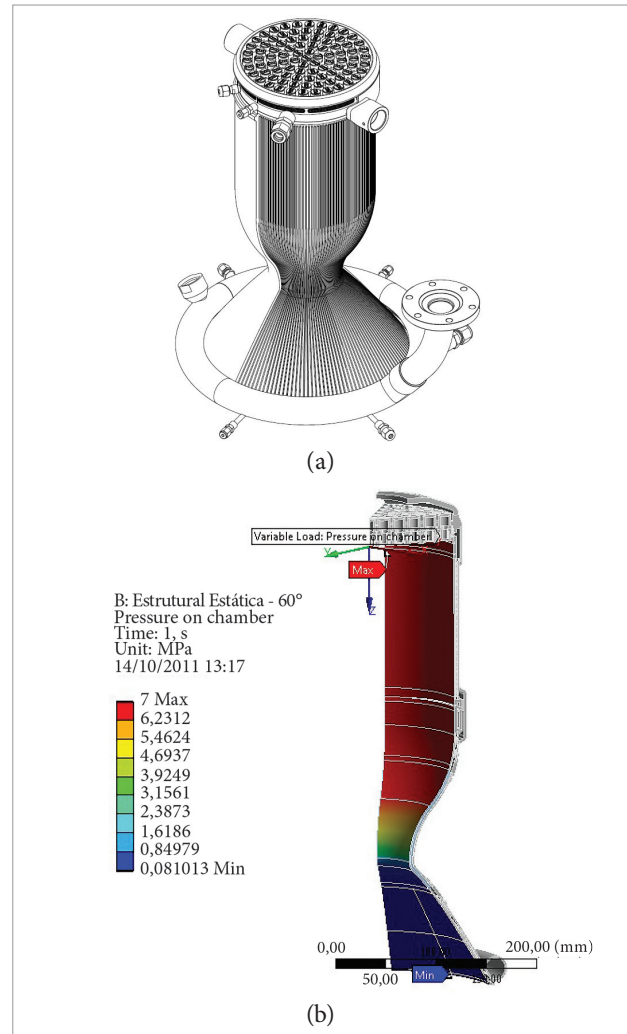 (a)
Variable Load: Pressure on chamber
Y
Max
Z
B: Estrutural Estática - 60°
Pressure on chamber
Time: 1, s
Unit: MPa
14/10/2011 13:17
7 Max
6,2312
5,4624
4,6937
3,9249
3,1561
2,3873
1,6186
0,84979
0,081013 Min
0,00
200,00 (mm)
50,00
Min
(b)